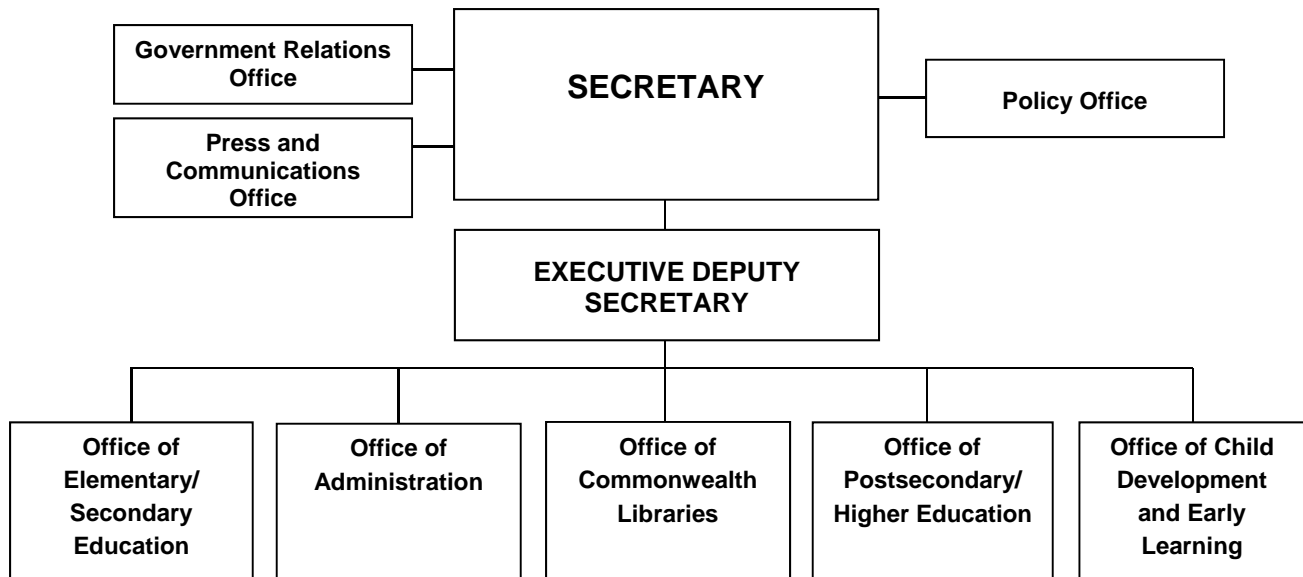 Government Relations
Office
SECRETARY
Policy Office
Press and
Communications
Office
EXECUTIVE DEPUTY
SECRETARY
Office of
Elementary/
Secondary
Education
Office of
Administration
Office of
Commonwealth
Libraries
Office of
Postsecondary/
Higher Education
Office of Child
Development
and Early
Learning